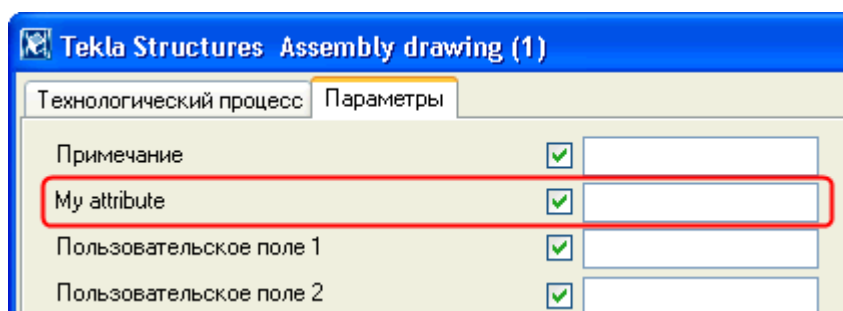 Tekla Structures Assembly drawing (1)
Технологический процесс Параметры
Примечание
My attribute
Пользовательское поле 1
Пользовательское поле 2